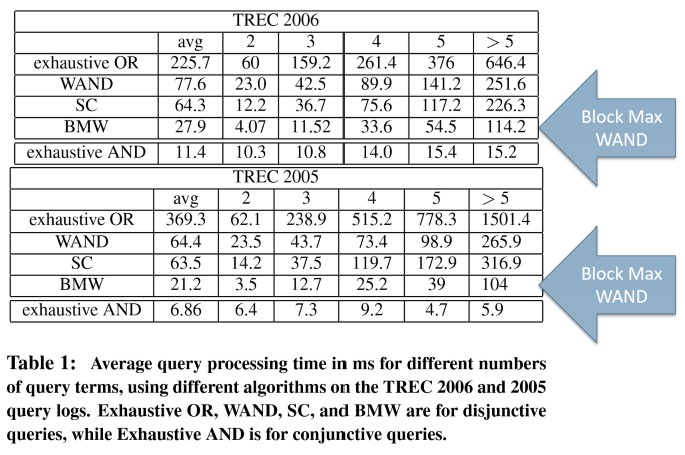 TREC 2006
avg 2 3 4 5 > 5
exhaustive OR 225.7 60 159.2 261.4 376 646.4
WAND 77.6 23.0 42.5 89.9 141.2 251.6
SC 64.3 12.2 36.7 75.6 117.2 226.3
BMW 27.9 4.07 11.52 33.6 54.5 114.2
exhaustive AND 11.4 10.3 10.8 14.0 15.4 15.2
Block Max
WAND
TREC 2005
avg 2 3 4 5 > 5
exhaustive OR 369.3 62.1 238.9 515.2 778.3 1501.4
WAND 64.4 23.5 43.7 73.4 98.9 265.9
SC 63.5 14.2 37.5 119.7 172.9 316.9
BMW 21.2 3.5 12.7 25.2 39 104
exhaustive AND 6.86 6.4 7.3 9.2 4.7 5.9
Block Max
WAND
Table 1: Average query processing time in ms for different numbers
of query terms, using different algorithms on the TREC 2006 and 2005
query logs. Exhaustive OR, WAND, SC, and BMW are for disjunctive
queries, while Exhaustive AND is for conjunctive queries.